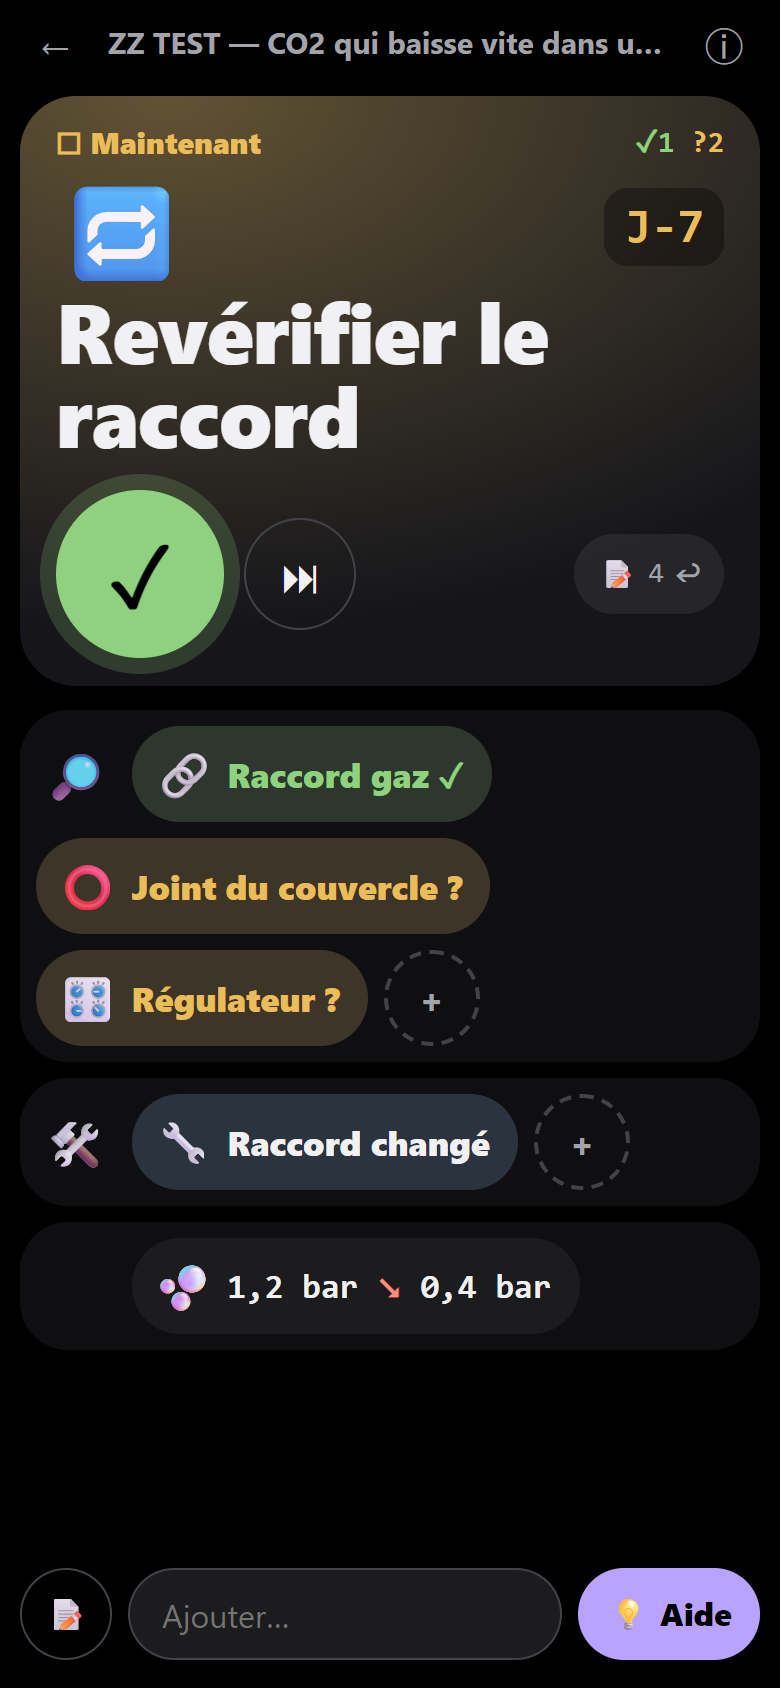 ← ZZ TEST — CO2 qui baisse vite dans u... ⓘ
☐ Maintenant ✓1 ?2
J-7
Revérifier le
raccord
✓ 4 ↩
Raccord gaz ✓
Joint du couvercle ?
Régulateur ? +
Raccord changé +
1,2 bar ↘ 0,4 bar
Ajouter... Aide